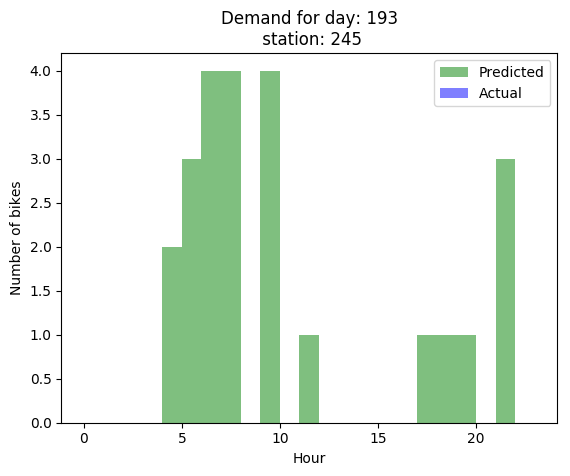 Demand for day: 193
station: 245
Predicted
Actual
4.0
3.5
3.0
2.5
2.0
1.5
1.0
0.5
0.0
Number of bikes
0 5 10 15 20
Hour